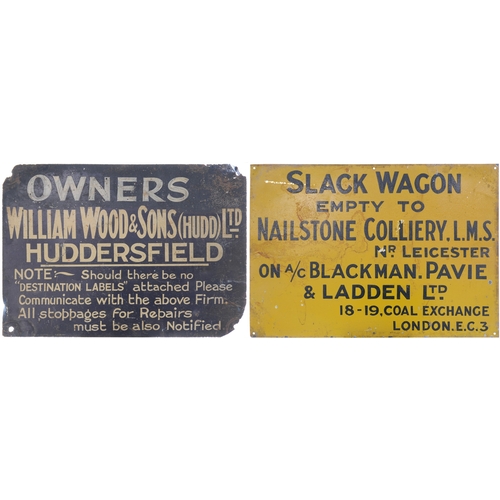 OWNERS
WILLIAM WOOD & SONS (HUDD) LTD
HUDDERSFIELD
NOTE:- Should there be no
"DESTINATION LABELS" attached Please
Communicate with the above Firm.
All stoppages for Repairs
must be also Notified
SLACK WAGON
EMPTY TO
NAILSTONE COLLIERY, L.M.S.
NR LEICESTER
ON A/C BLACKMAN, PAVIE
& LADDEN LTD
18-19, COAL EXCHANGE
LONDON. E.C.3